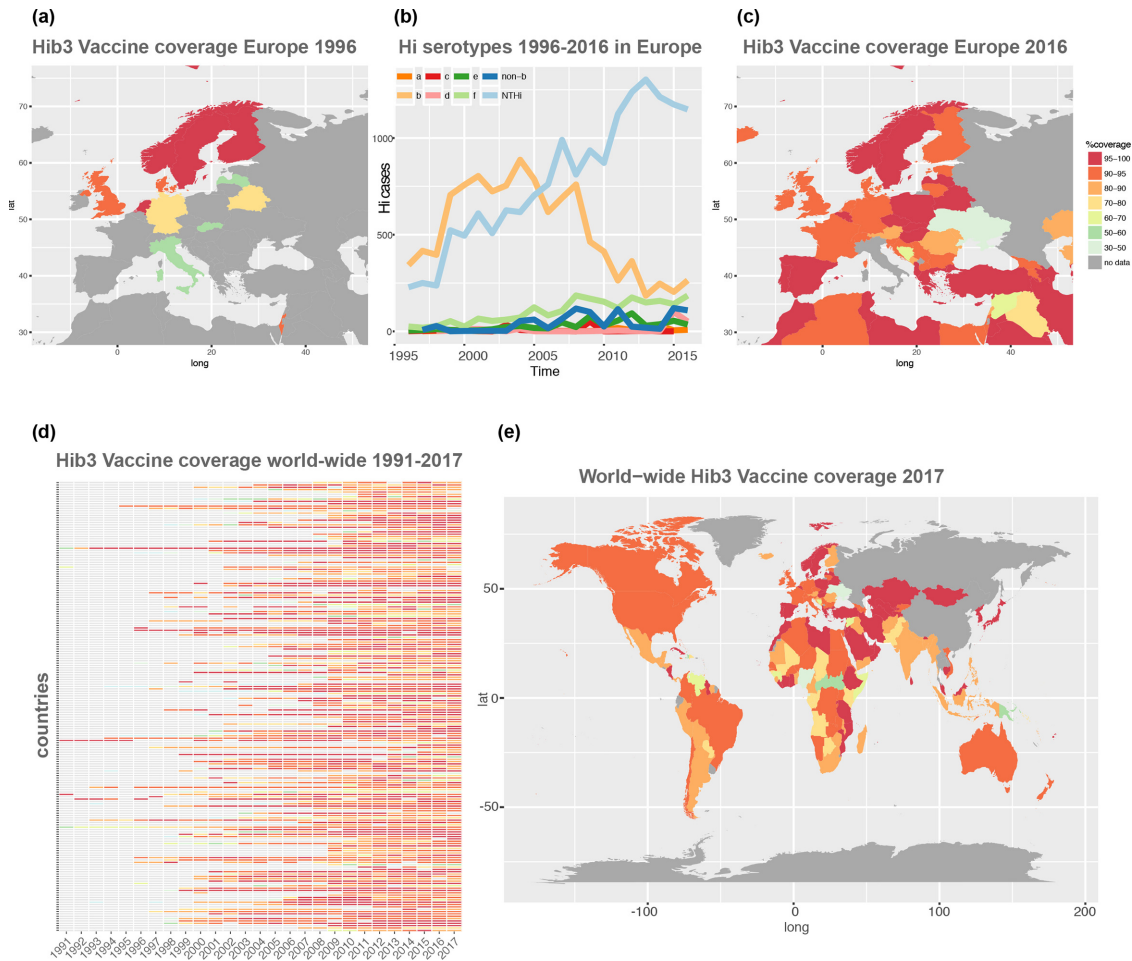 (a)
Hib3 Vaccine coverage Europe 1996
70
60
50
40
30
lat
0
20
40
long
(b)
Hi serotypes 1996-2016 in Europe
a c e non-b
b d f NTHi
1000
500
0
Hi cases
1995 2000 2005 2010 2015
Time
(c)
Hib3 Vaccine coverage Europe 2016
70
60
50
40
30
lat
0
20
40
long
%coverage
95-100
90-95
80-90
70-80
60-70
50-60
30-50
no data
(d)
Hib3 Vaccine coverage world-wide 1991-2017
countries
1991 1992 1993 1994 1995 1996 1997 1998 1999 2000 2001 2002 2003 2004 2005 2006 2007 2008 2009 2010 2011 2012 2013 2014 2015 2016 2017
(e)
World-wide Hib3 Vaccine coverage 2017
50
0
-50
lat
-100 0 100 200
long